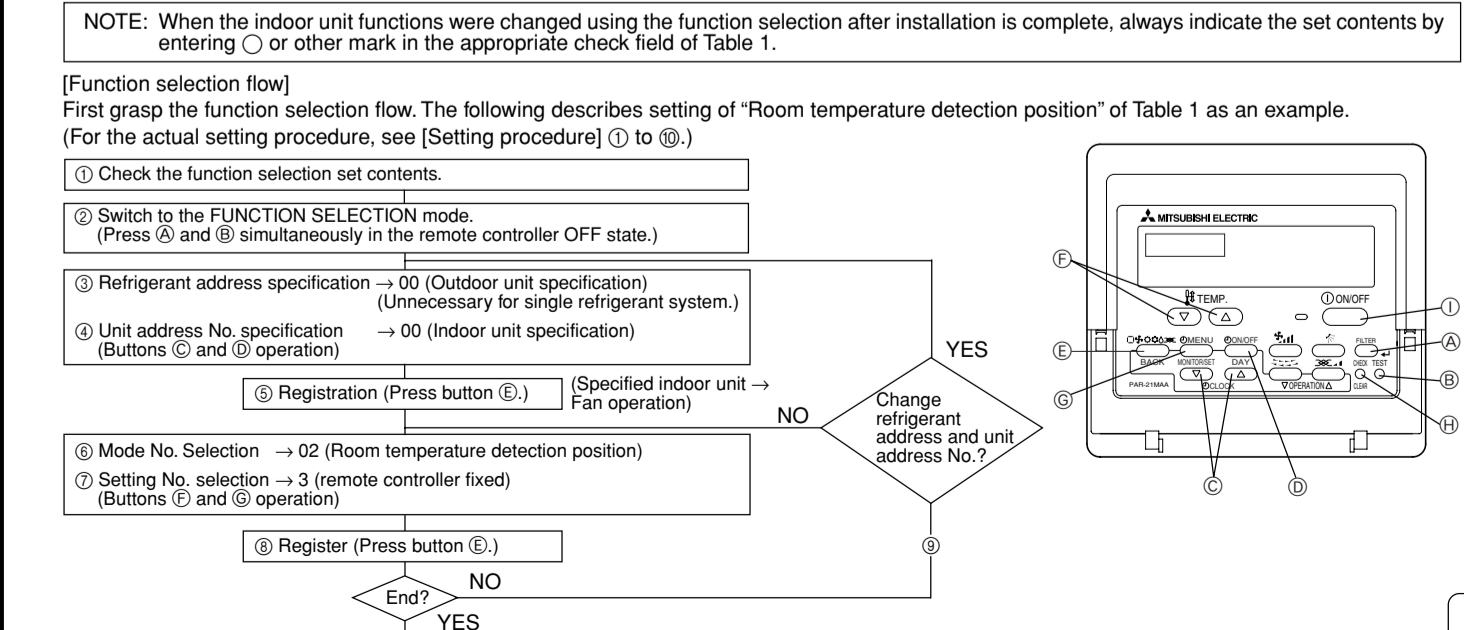 NOTE: When the indoor unit functions were changed using the function selection after installation is complete, always indicate the set contents by
entering ○ or other mark in the appropriate check field of Table 1.
[Function selection flow]
First grasp the function selection flow. The following describes setting of “Room temperature detection position” of Table 1 as an example.
(For the actual setting procedure, see [Setting procedure] ① to ⑩.)
① Check the function selection set contents.
② Switch to the FUNCTION SELECTION mode.
(Press Ⓐ and Ⓑ simultaneously in the remote controller OFF state.)
③ Refrigerant address specification → 00 (Outdoor unit specification)
(Unnecessary for single refrigerant system.)
④ Unit address No. specification → 00 (Indoor unit specification)
(Buttons Ⓒ and Ⓓ operation)
⑤ Registration (Press button Ⓔ.)
(Specified indoor unit →
Fan operation)
⑥ Mode No. Selection → 02 (Room temperature detection position)
⑦ Setting No. selection → 3 (remote controller fixed)
(Buttons Ⓕ and Ⓖ operation)
⑧ Register (Press button Ⓔ.)
End?
NO
YES
YES
NO
Change
refrigerant
address and unit
address No.?
⑨
MITSUBISHI ELECTRIC
TEMP.
ON/OFF
MENU
ON/OFF
FILTER
BACK
MONITOR/SET
DAY
CHECK
TEST
PAR-21MAA
CLOCK
▽OPERATION△
CLEAR
Ⓕ
Ⓔ
Ⓖ
Ⓒ
Ⓓ
Ⓘ
Ⓐ
Ⓑ
Ⓗ